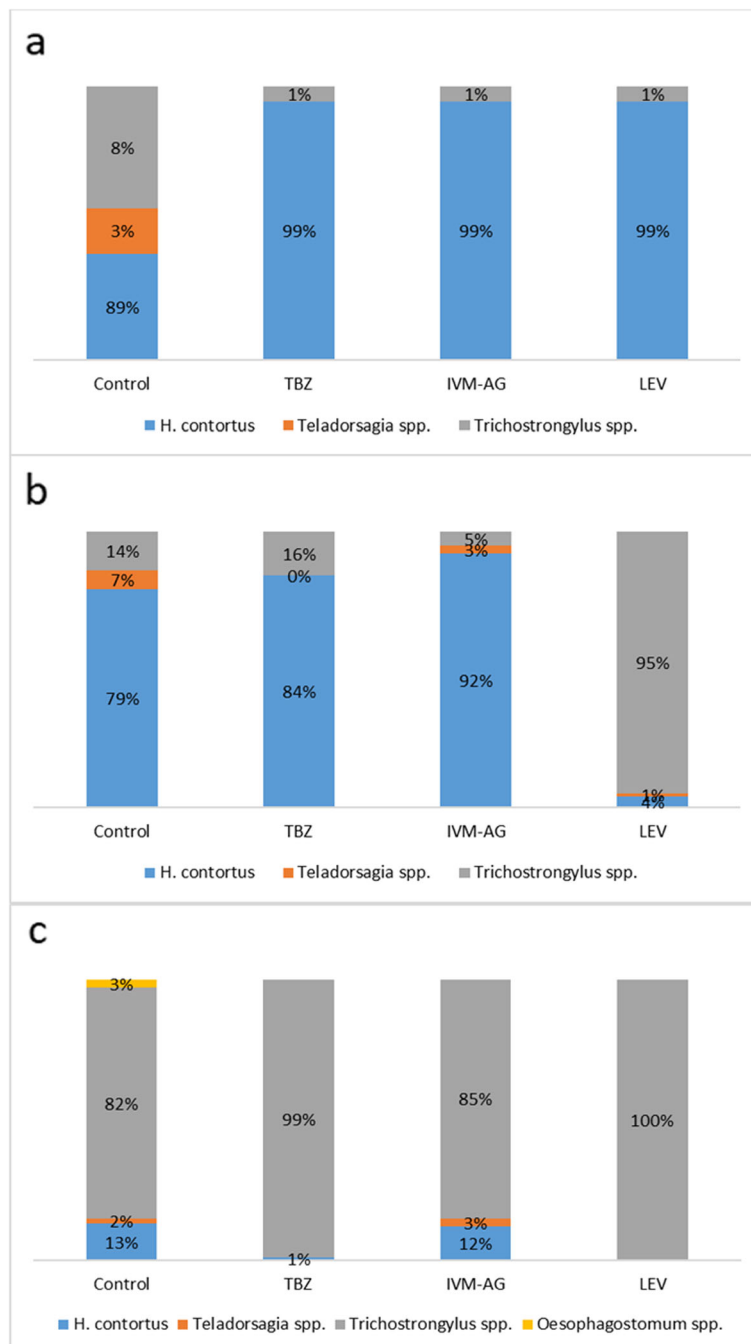 a
8% 1% 1% 1%
3% 99% 99% 99%
89%
Control TBZ IVM-AG LEV
H. contortus Teladorsagia spp. Trichostrongylus spp.
b
14% 16% 5%
7% 0% 3%
79% 84% 92% 95%
1%
4%
Control TBZ IVM-AG LEV
H. contortus Teladorsagia spp. Trichostrongylus spp.
c
3%
82% 99% 85% 100%
2% 3%
13% 1% 12%
Control TBZ IVM-AG LEV
H. contortus Teladorsagia spp. Trichostrongylus spp. Oesophagostomum spp.